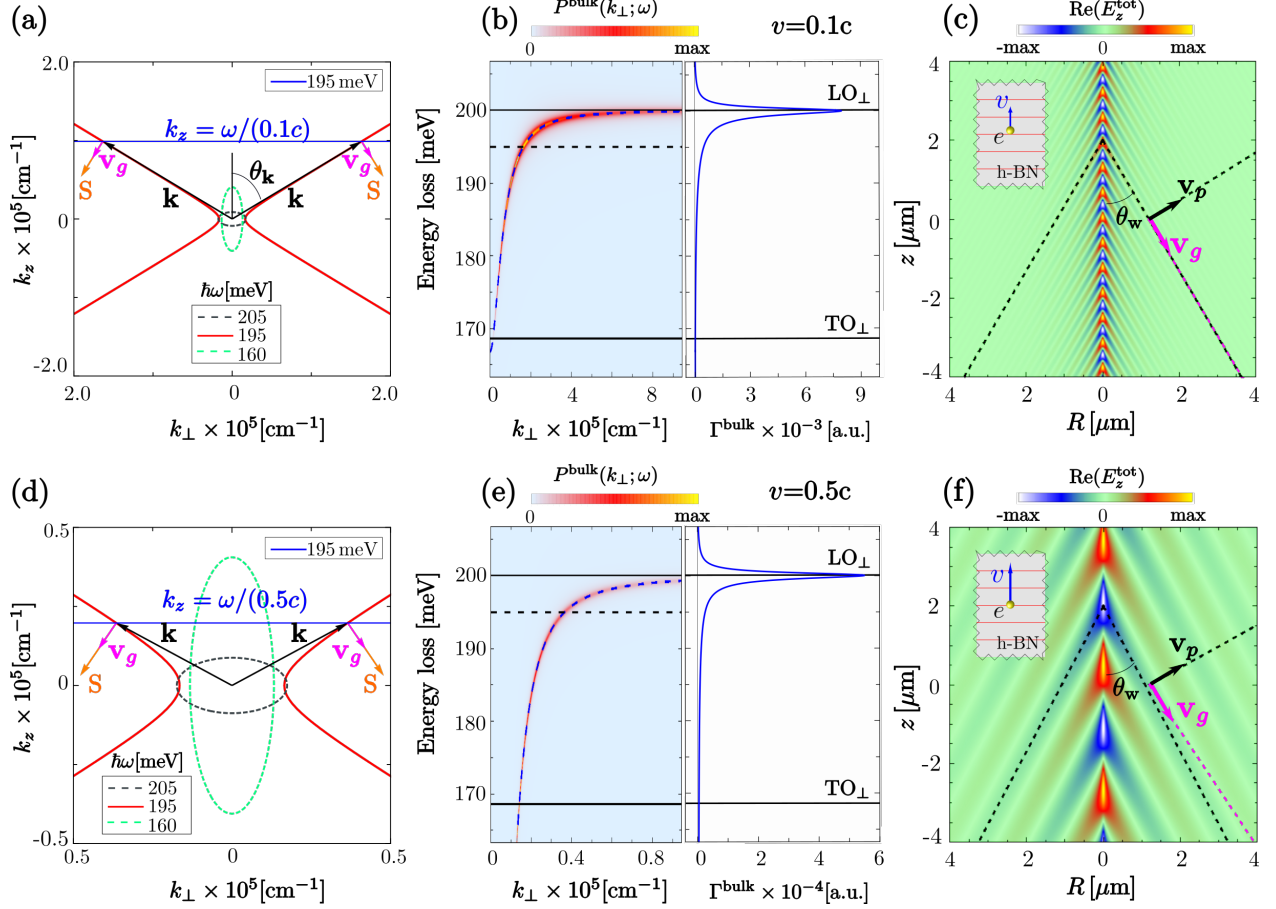 (a)
2.0
195 meV
k_z = ω/(0.1c)
v_g
v_g
S
S
k
k
θ_k
0
k_z × 10^5[cm^−1]
ħω[meV]
205
195
160
-2.0
2.0
0
2.0
k_⊥ × 10^5[cm^−1]
(b)
P^bulk(k_⊥; ω)
0
max
v=0.1c
Energy loss [meV]
200
190
180
170
LO_⊥
TO_⊥
0
4
8
0
5
10
k_⊥ × 10^5[cm^−1]
Γ^bulk × 10^−3 [a.u.]
(c)
Re(E_z^tot)
-max
0
max
v
e
h-BN
v_p
θ_w
v_g
z [μm]
4
2
0
-2
-4
4
2
0
2
4
R [μm]
(d)
0.5
195 meV
k_z = ω/(0.5c)
k
k
v_g
v_g
S
S
0
k_z × 10^5[cm^−1]
ħω[meV]
205
195
160
-0.5
0.5
0
0.5
k_⊥ × 10^5[cm^−1]
(e)
P^bulk(k_⊥; ω)
0
max
v=0.5c
Energy loss [meV]
200
190
180
170
LO_⊥
TO_⊥
0
0.4
0.8
0
2
4
6
k_⊥ × 10^5[cm^−1]
Γ^bulk × 10^−4[a.u.]
(f)
Re(E_z^tot)
-max
0
max
v
e
h-BN
v_p
θ_w
v_g
z [μm]
4
2
0
-2
-4
4
2
0
2
4
R [μm]